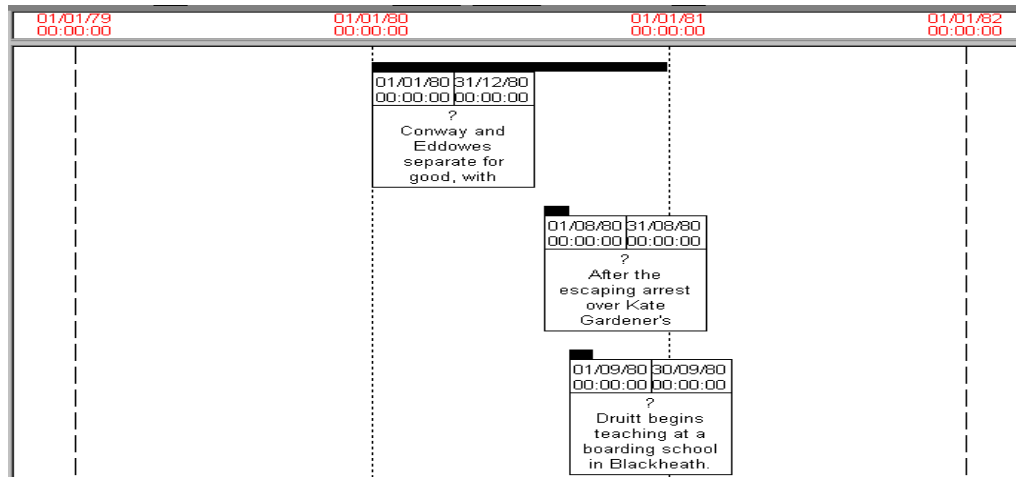 01/01/79 01/01/80 01/01/81 01/01/82
00:00:00 00:00:00 00:00:00 00:00:00
01/01/80 31/12/80
00:00:00 00:00:00
?
Conway and
Eddowes
separate for
good, with
01/08/80 31/08/80
00:00:00 00:00:00
?
After the
escaping arrest
over Kate
Gardener's
01/09/80 30/09/80
00:00:00 00:00:00
?
Druitt begins
teaching at a
boarding school
in Blackheath.